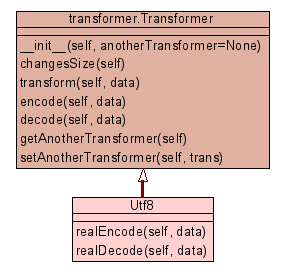 transformer.Transformer
__init__(self, anotherTransformer=None)
changesSize(self)
transform(self, data)
encode(self, data)
decode(self, data)
getAnotherTransformer(self)
setAnotherTransformer(self, trans)
Utf8
realEncode(self, data)
realDecode(self, data)